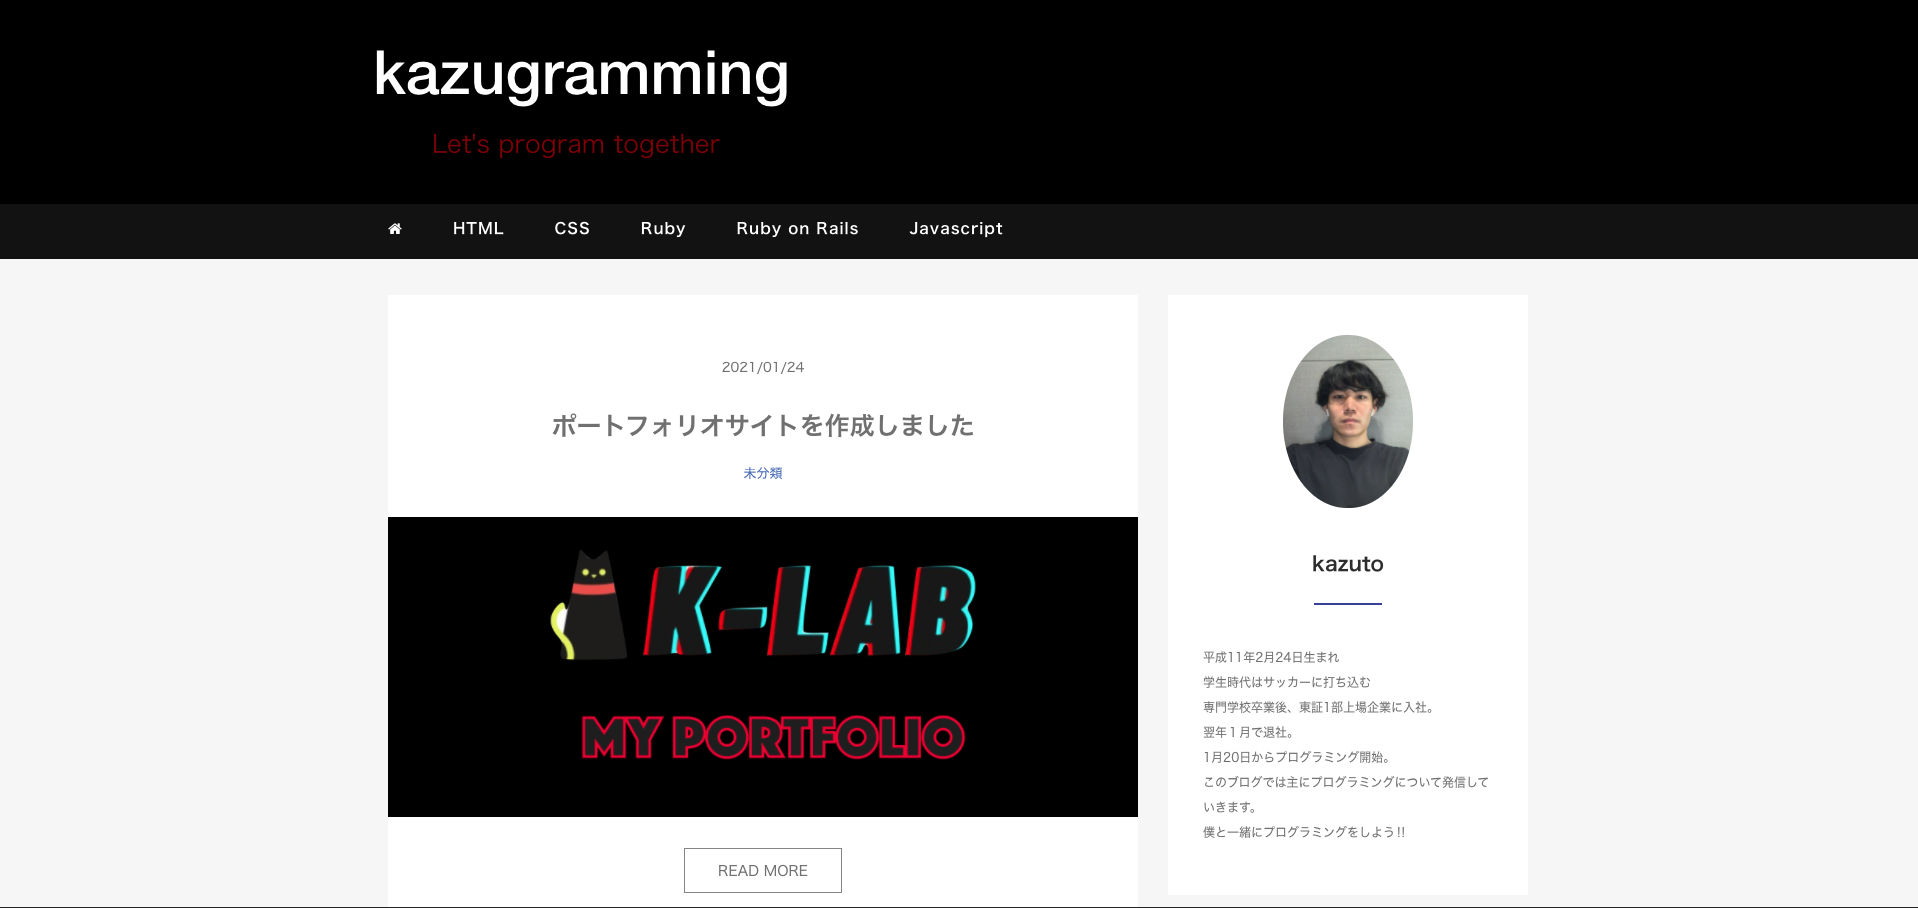 kazugramming
Let's program together
HTML CSS Ruby Ruby on Rails Javascript
2021/01/24
ポートフォリオサイトを作成しました
未分類
K-LAB
MY PORTFOLIO
READ MORE
kazuto
平成11年2月24日生まれ
学生時代はサッカーに打ち込む
専門学校卒業後、東証1部上場企業に入社。
翌年１月で退社。
1月20日からプログラミング開始。
このブログでは主にプログラミングについて発信して
いきます。
僕と一緒にプログラミングをしよう!!